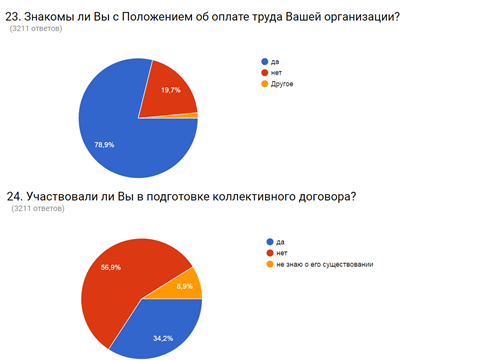 23. Знакомы ли Вы с Положением об оплате труда Вашей организации?
(3211 ответов)
да
нет
Другое
19,7%
78,9%
24. Участвовали ли Вы в подготовке коллективного договора?
(3211 ответов)
да
нет
не знаю о его существовании
56,9%
8,9%
34,2%